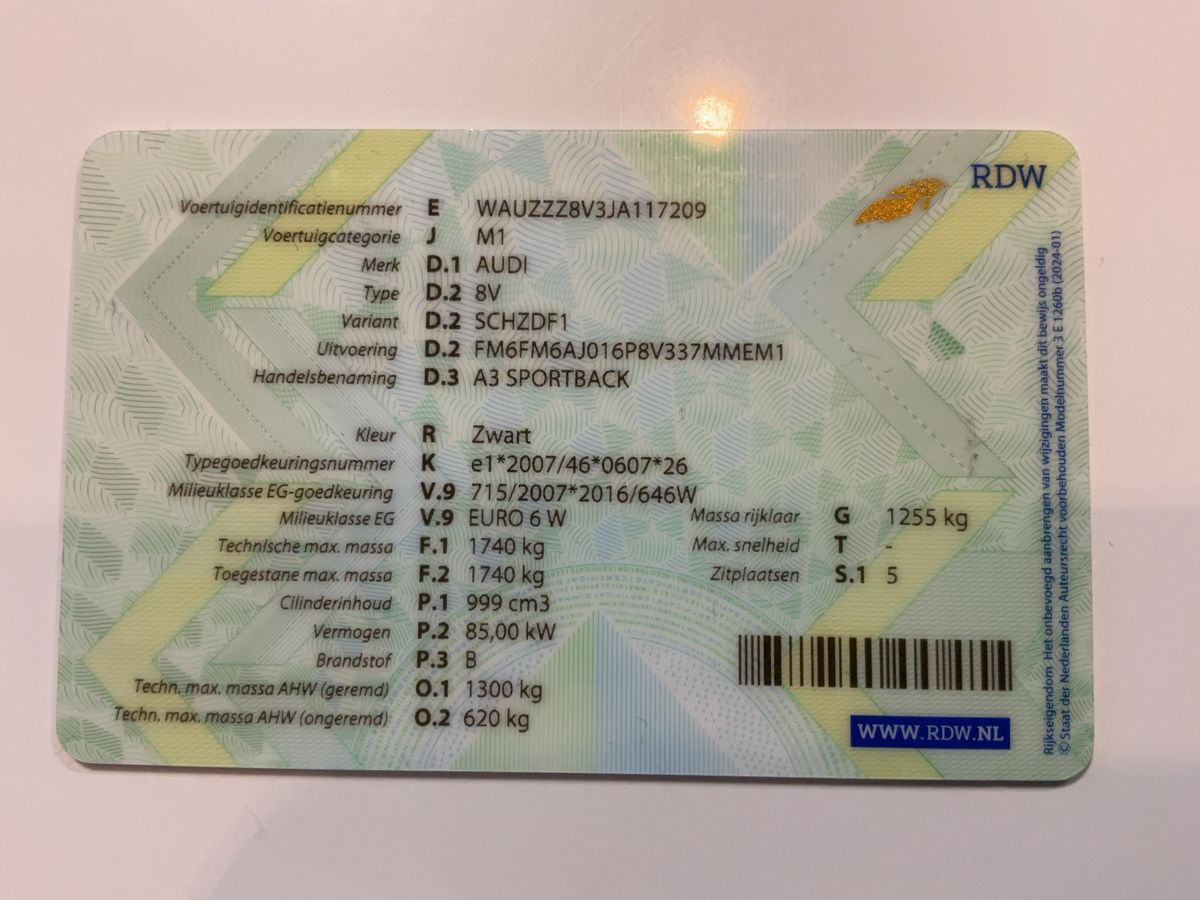 RDW
Voertuigidentificatienummer E WAUZZZ8V3JA117209
Voertuigcategorie J M1
Merk D.1 AUDI
Type D.2 8V
Variant D.2 SCHZDF1
Uitvoering D.2 FM6FM6AJ016P8V337MMEM1
Handelsbenaming D.3 A3 SPORTBACK
Kleur R Zwart
Typegoedkeuringsnummer K e1*2007/46*0607*26
Milieuklasse EG-goedkeuring V.9 715/2007*2016/646W
Milieuklasse EG V.9 EURO 6 W
Technische max. massa F.1 1740 kg
Toegestane max. massa F.2 1740 kg
Cilinderinhoud P.1 999 cm3
Vermogen P.2 85,00 kW
Brandstof P.3 B
Techn. max. massa AHW (geremd) O.1 1300 kg
Techn. max. massa AHW (ongeremd) O.2 620 kg
Massa rijklaar G 1255 kg
Max. snelheid T -
Zitplaatsen S.1 5
WWW.RDW.NL
Rijkseigendom Het onbevoegd aanbrengen van wijzigingen maakt dit bewijs ongeldig
© Staat der Nederlanden Auteursrecht voorbehouden Modelnummer 3 E 1260b (2024-01)